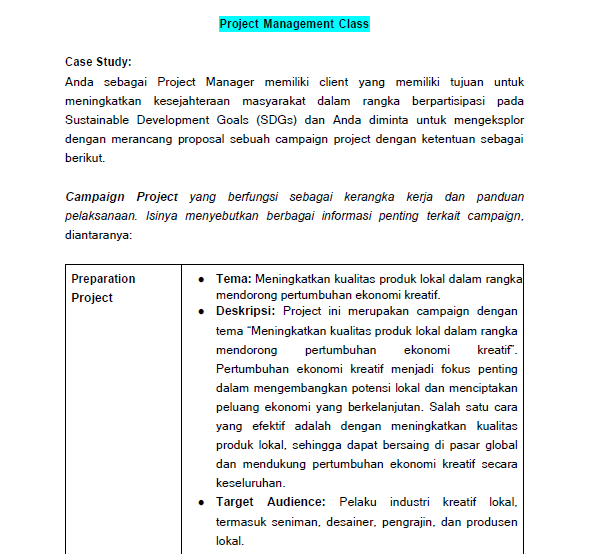 Project Management Class
Case Study:
Anda sebagai Project Manager memiliki client yang memiliki tujuan untuk
meningkatkan kesejahteraan masyarakat dalam rangka berpartisipasi pada
Sustainable Development Goals (SDGs) dan Anda diminta untuk mengeksplor
dengan merancang proposal sebuah campaign project dengan ketentuan sebagai
berikut.
Campaign Project yang berfungsi sebagai kerangka kerja dan panduan
pelaksanaan. Isinya menyebutkan berbagai informasi penting terkait campaign,
diantaranya:
Preparation
Project
● Tema: Meningkatkan kualitas produk lokal dalam rangka
mendorong pertumbuhan ekonomi kreatif.
● Deskripsi: Project ini merupakan campaign dengan
tema “Meningkatkan kualitas produk lokal dalam rangka
mendorong pertumbuhan ekonomi kreatif”.
Pertumbuhan ekonomi kreatif menjadi fokus penting
dalam mengembangkan potensi lokal dan menciptakan
peluang ekonomi yang berkelanjutan. Salah satu cara
yang efektif adalah dengan meningkatkan kualitas
produk lokal, sehingga dapat bersaing di pasar global
dan mendukung pertumbuhan ekonomi kreatif secara
keseluruhan.
● Target Audience: Pelaku industri kreatif lokal,
termasuk seniman, desainer, pengrajin, dan produsen
lokal.